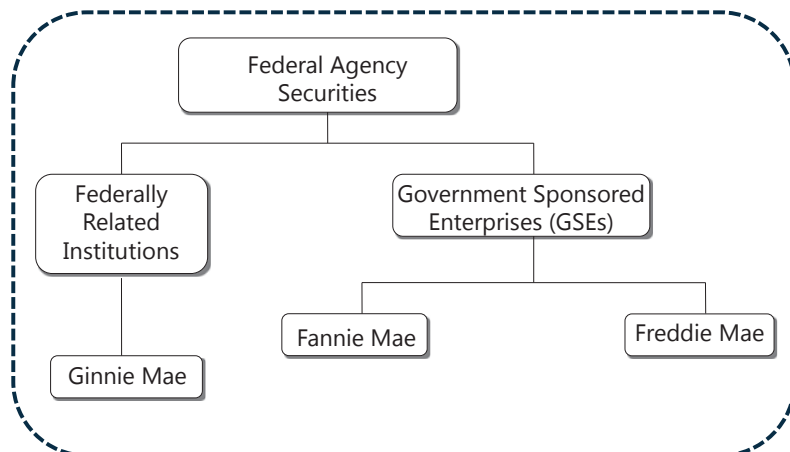 Federal Agency
Securities
Federally
Related
Institutions
Government Sponsored
Enterprises (GSEs)
Ginnie Mae
Fannie Mae
Freddie Mae